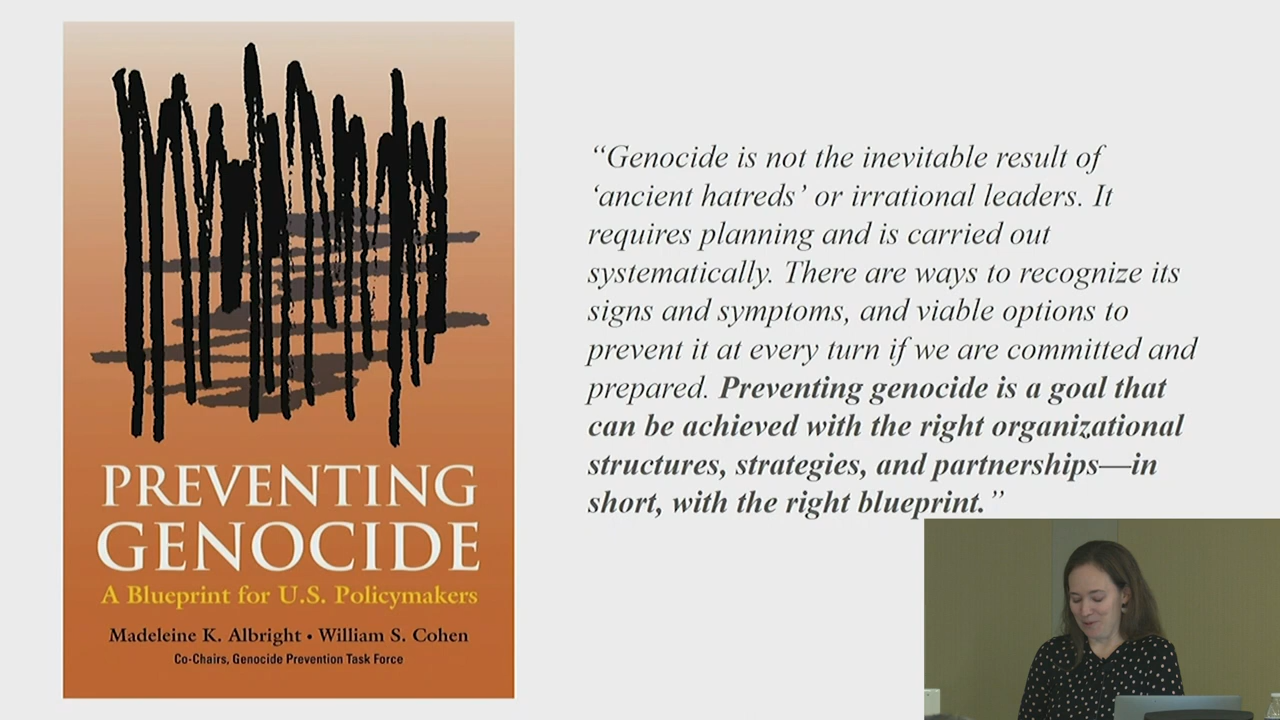 PREVENTING
GENOCIDE
A Blueprint for U.S. Policymakers
Madeleine K. Albright • William S. Cohen
Co-Chairs, Genocide Prevention Task Force
“Genocide is not the inevitable result of
‘ancient hatreds’ or irrational leaders. It
requires planning and is carried out
systematically. There are ways to recognize its
signs and symptoms, and viable options to
prevent it at every turn if we are committed and
prepared. Preventing genocide is a goal that
can be achieved with the right organizational
structures, strategies, and partnerships—in
short, with the right blueprint.”